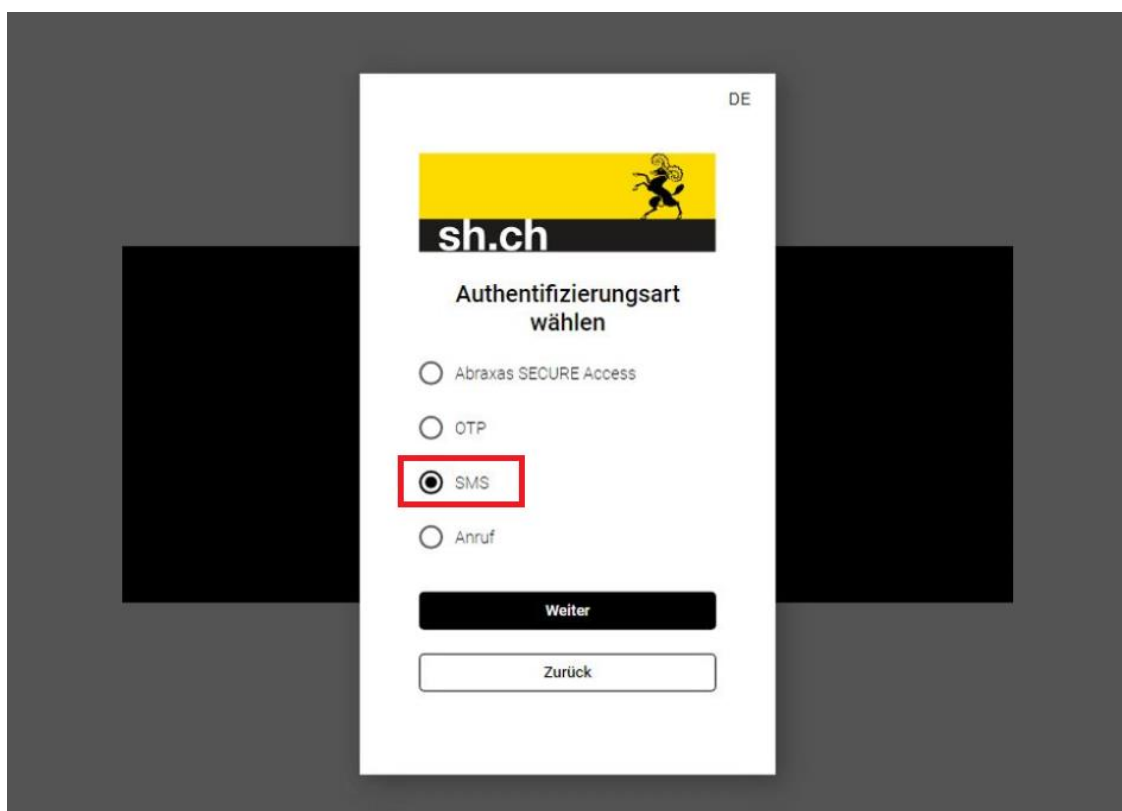 DE
sh.ch
Authentifizierungsart
wählen
Abraxas SECURE Access
OTP
SMS
Anruf
Weiter
Zurück